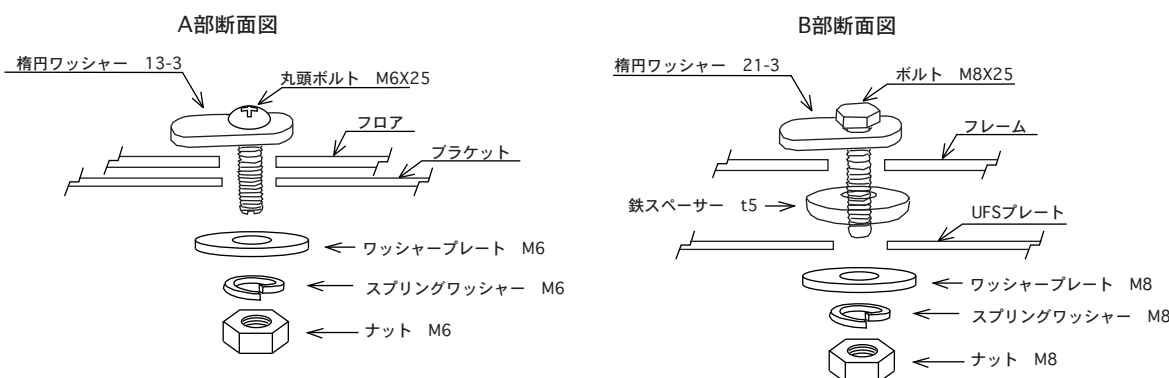 A部断面図
楕円ワッシャー　13-3
丸頭ボルト　M6X25
フロア
ブラケット
ワッシャープレート　M6
スプリングワッシャー　M6
ナット　M6
B部断面図
楕円ワッシャー　21-3
ボルト　M8X25
フレーム
鉄スペーサー　t5
UFSプレート
ワッシャープレート　M8
スプリングワッシャー　M8
ナット　M8